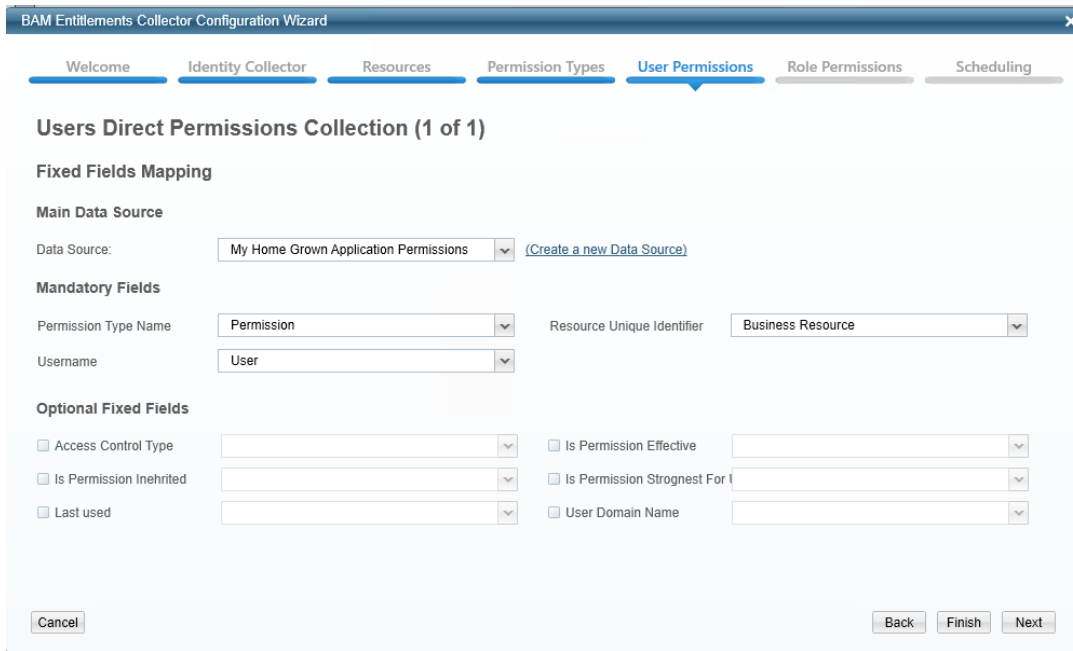 BAM Entitlements Collector Configuration Wizard
Welcome Identity Collector Resources Permission Types User Permissions Role Permissions Scheduling
Users Direct Permissions Collection (1 of 1)
Fixed Fields Mapping
Main Data Source
Data Source: My Home Grown Application Permissions (Create a new Data Source)
Mandatory Fields
Permission Type Name Permission Resource Unique Identifier Business Resource
Username User
Optional Fixed Fields
Access Control Type Is Permission Effective
Is Permission Inehrited Is Permission Strognest For
Last used User Domain Name
Cancel Back Finish Next